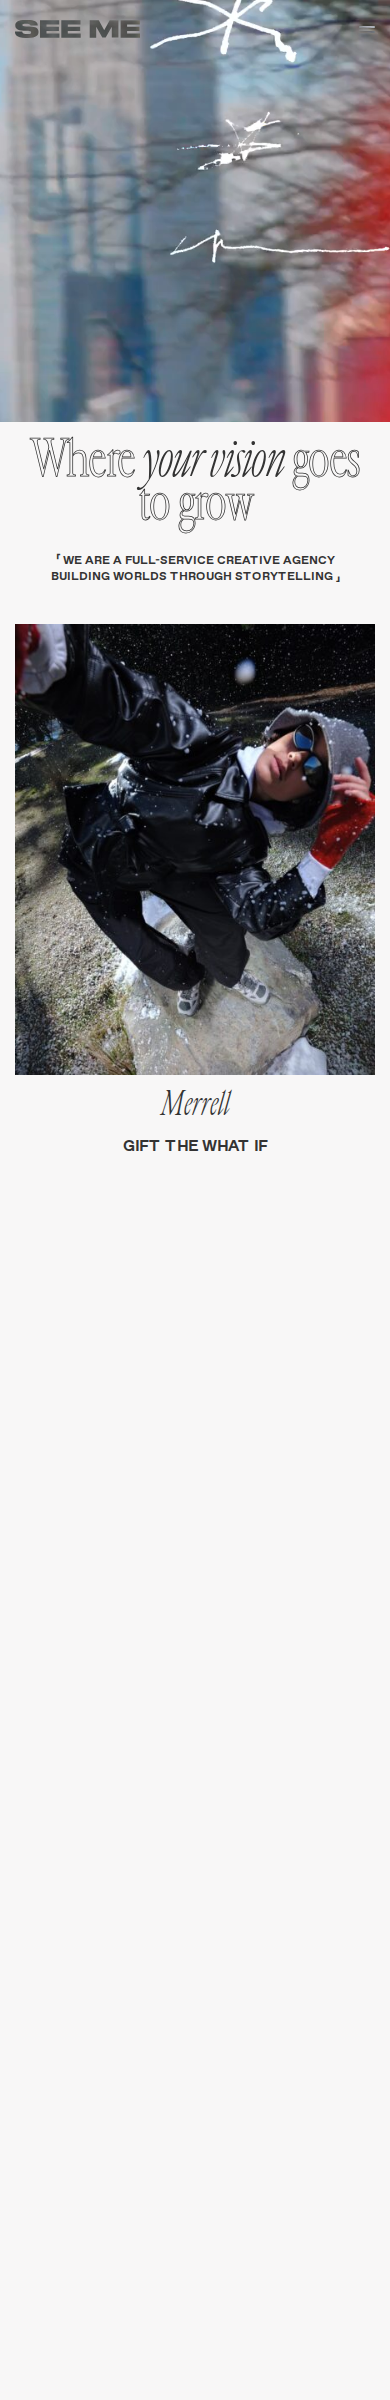 SEE ME
Where your vision goes
to grow
「 WE ARE A FULL-SERVICE CREATIVE AGENCY
BUILDING WORLDS THROUGH STORYTELLING 」
Merrell
GIFT THE WHAT IF